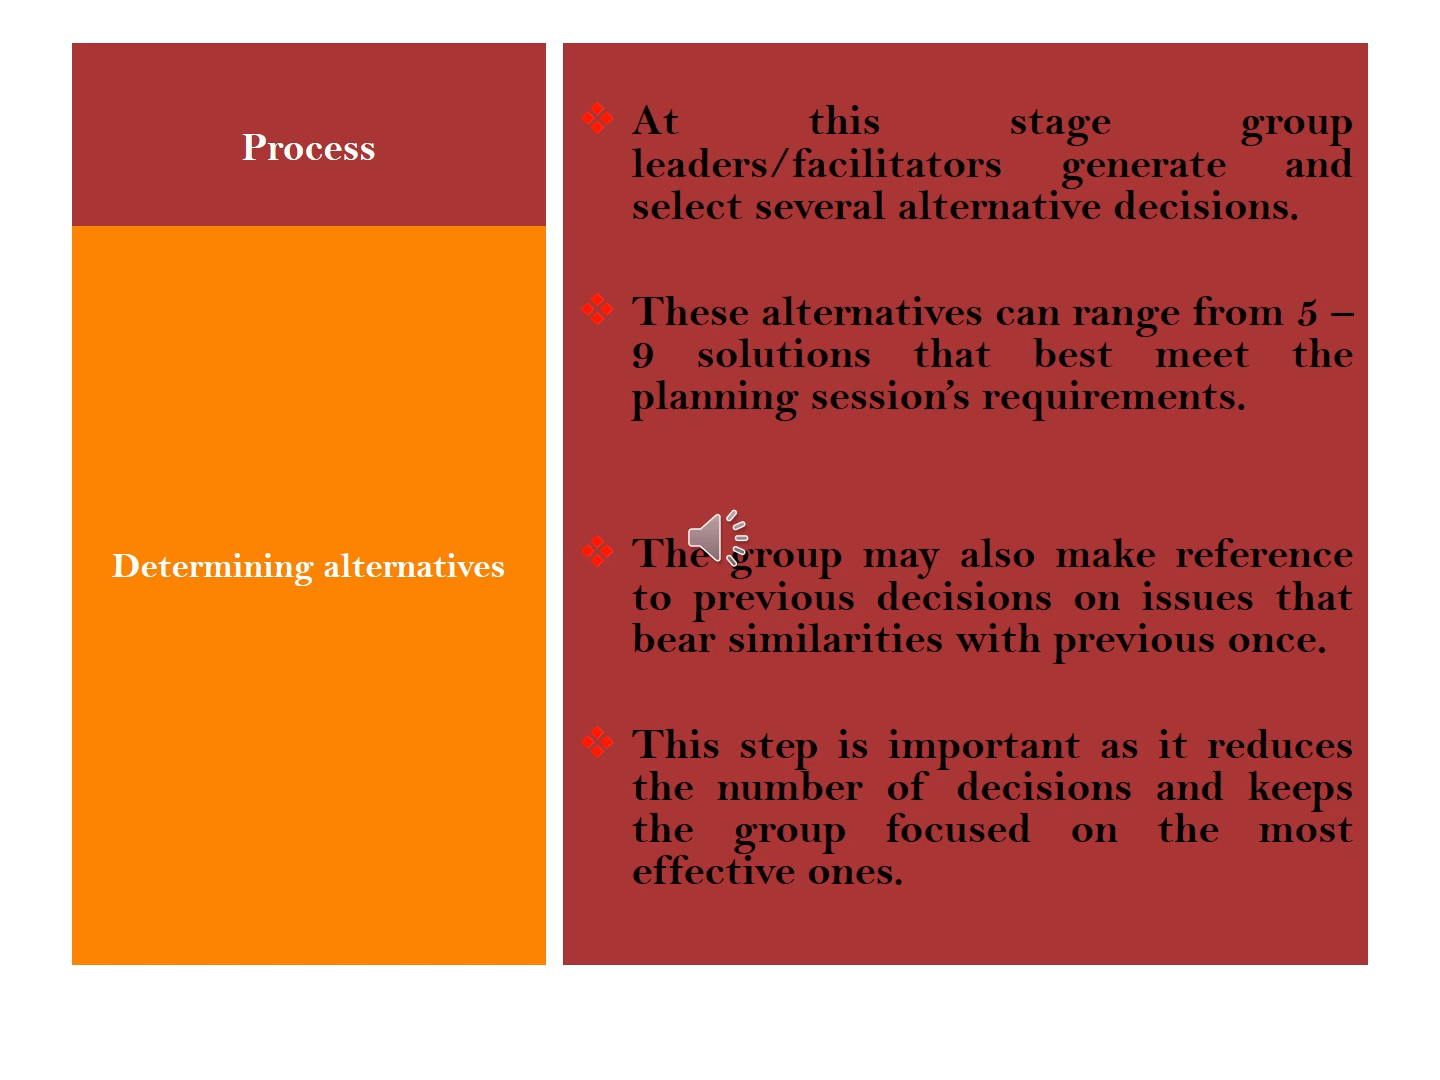 Process
Determining alternatives
At this stage group
leaders/facilitators generate and
select several alternative decisions.
These alternatives can range from 5 –
9 solutions that best meet the
planning session’s requirements.
The group may also make reference
to previous decisions on issues that
bear similarities with previous once.
This step is important as it reduces
the number of decisions and keeps
the group focused on the most
effective ones.